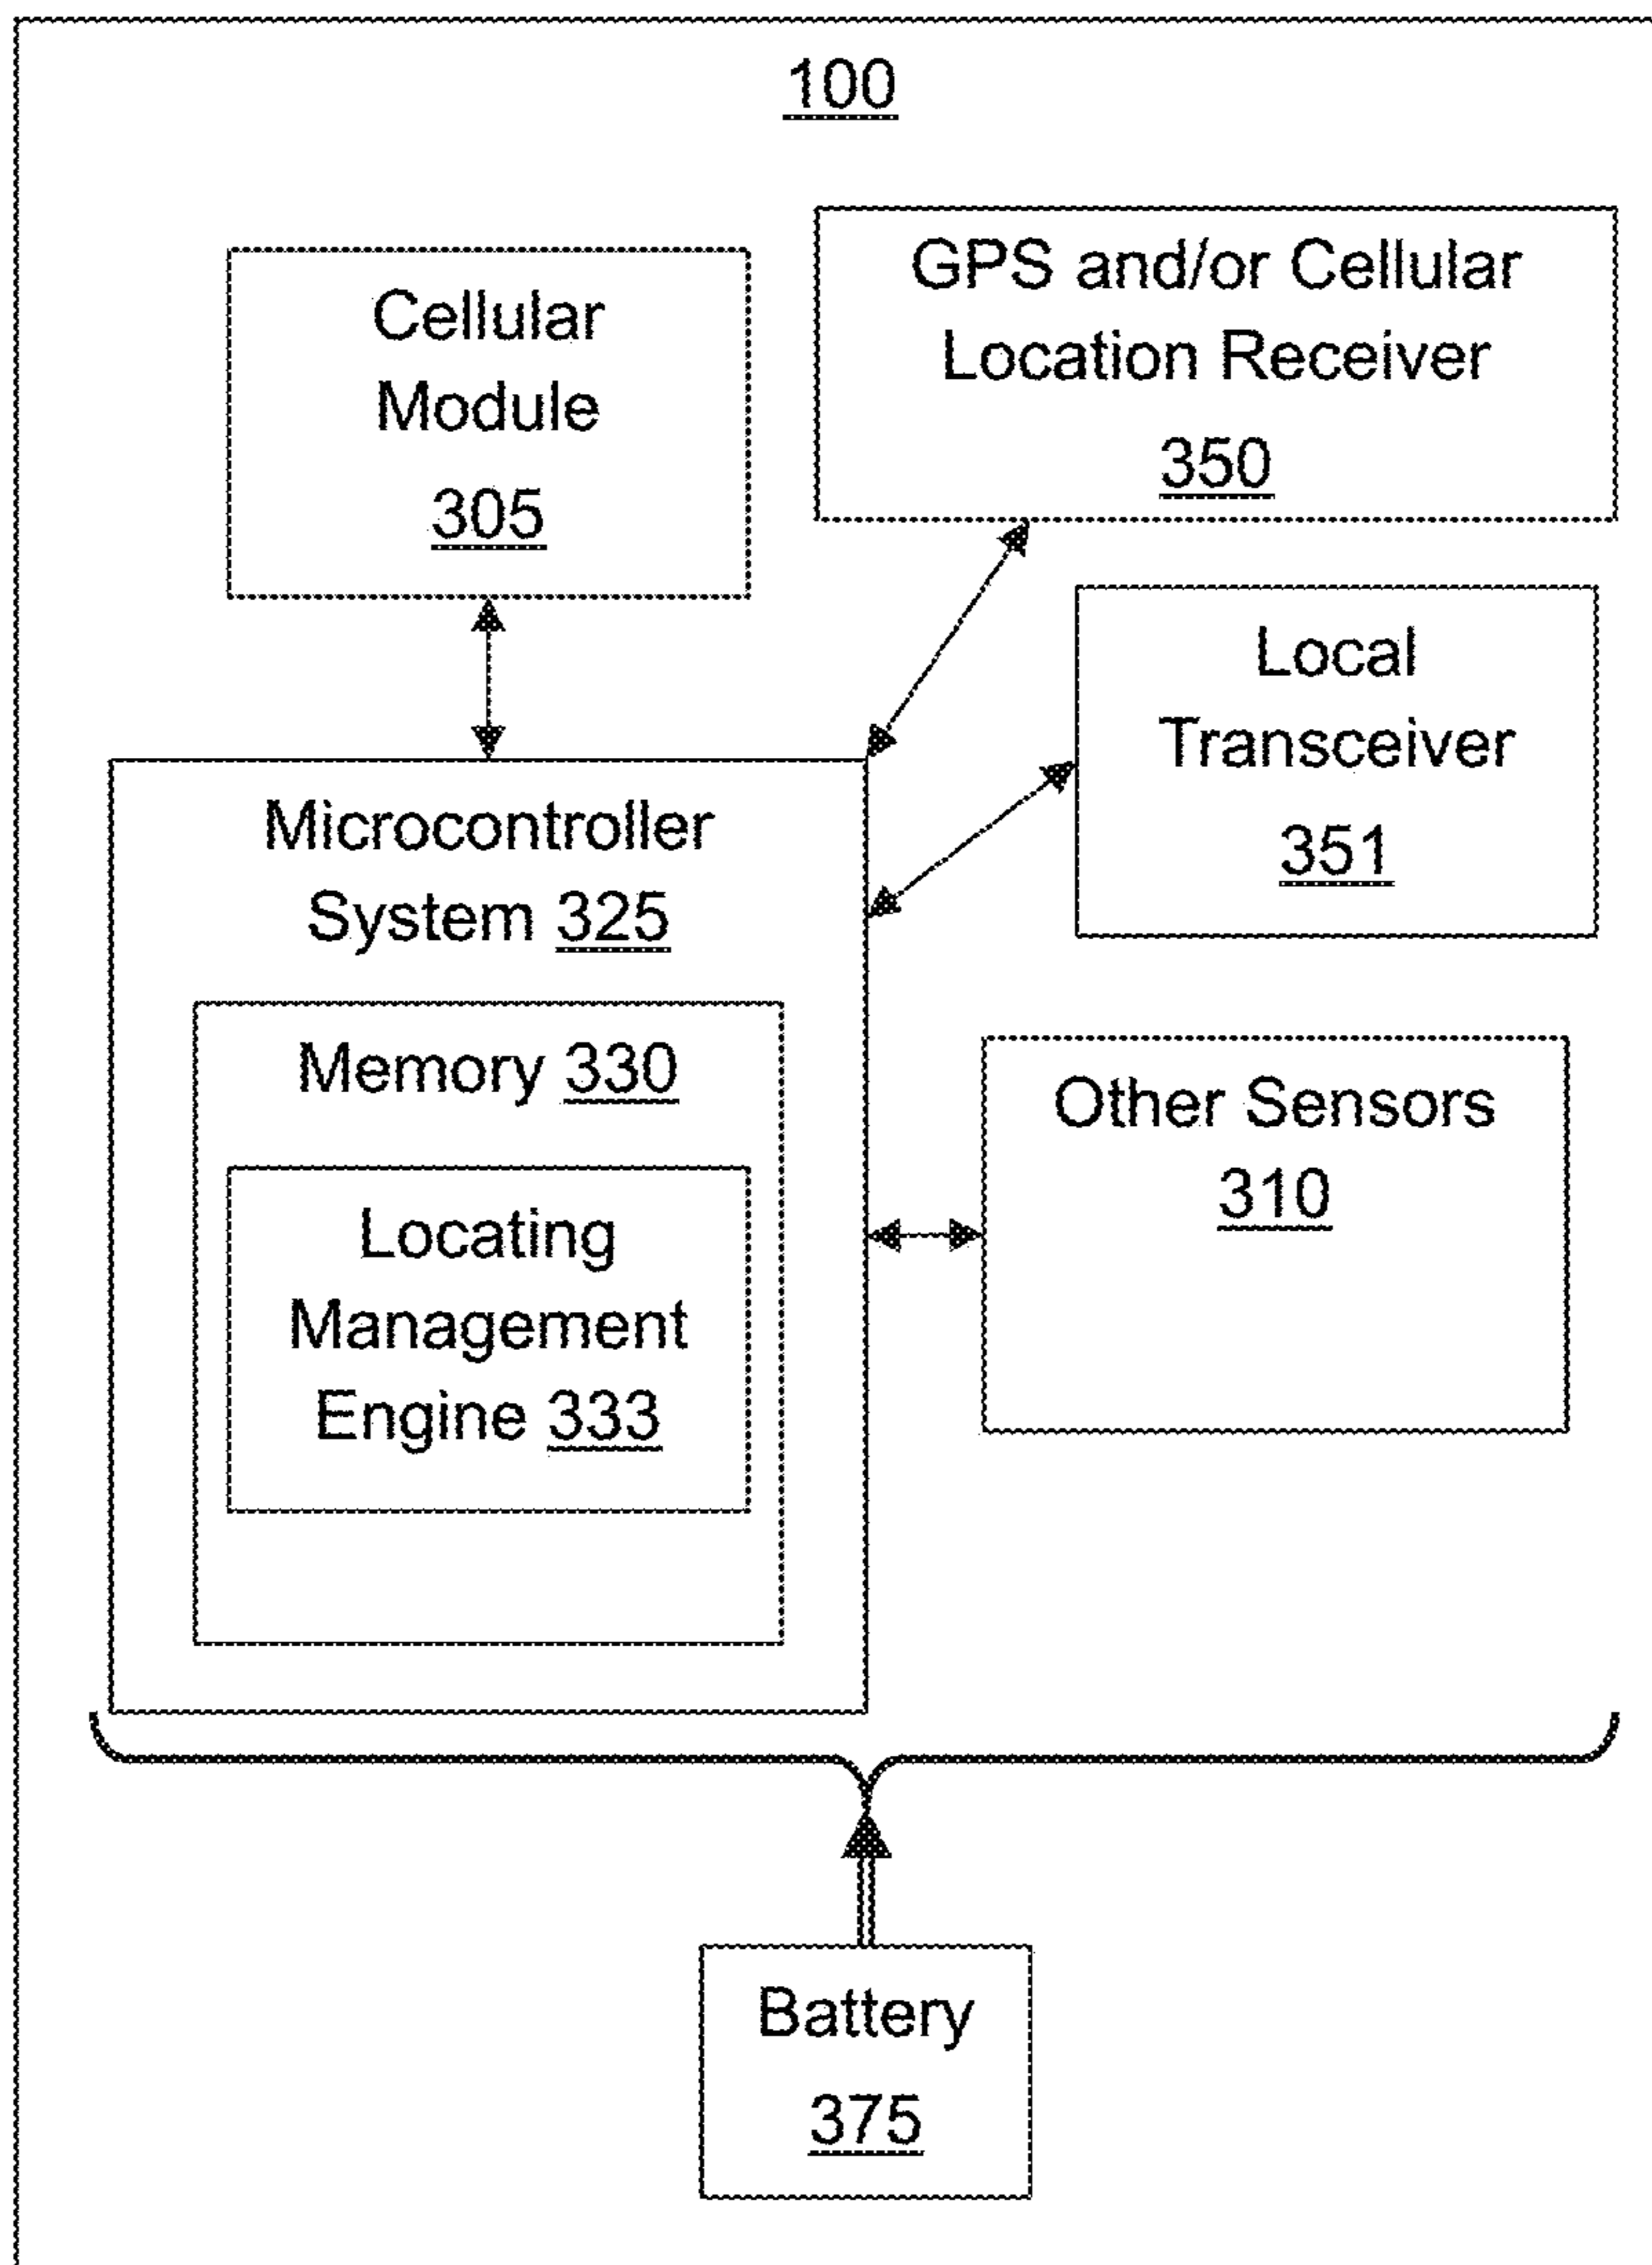 100
Cellular
Module
305
GPS and/or Cellular
Location Receiver
350
Local
Transceiver
351
Microcontroller
System 325
Memory 330
Locating
Management
Engine 333
Other Sensors
310
Battery
375